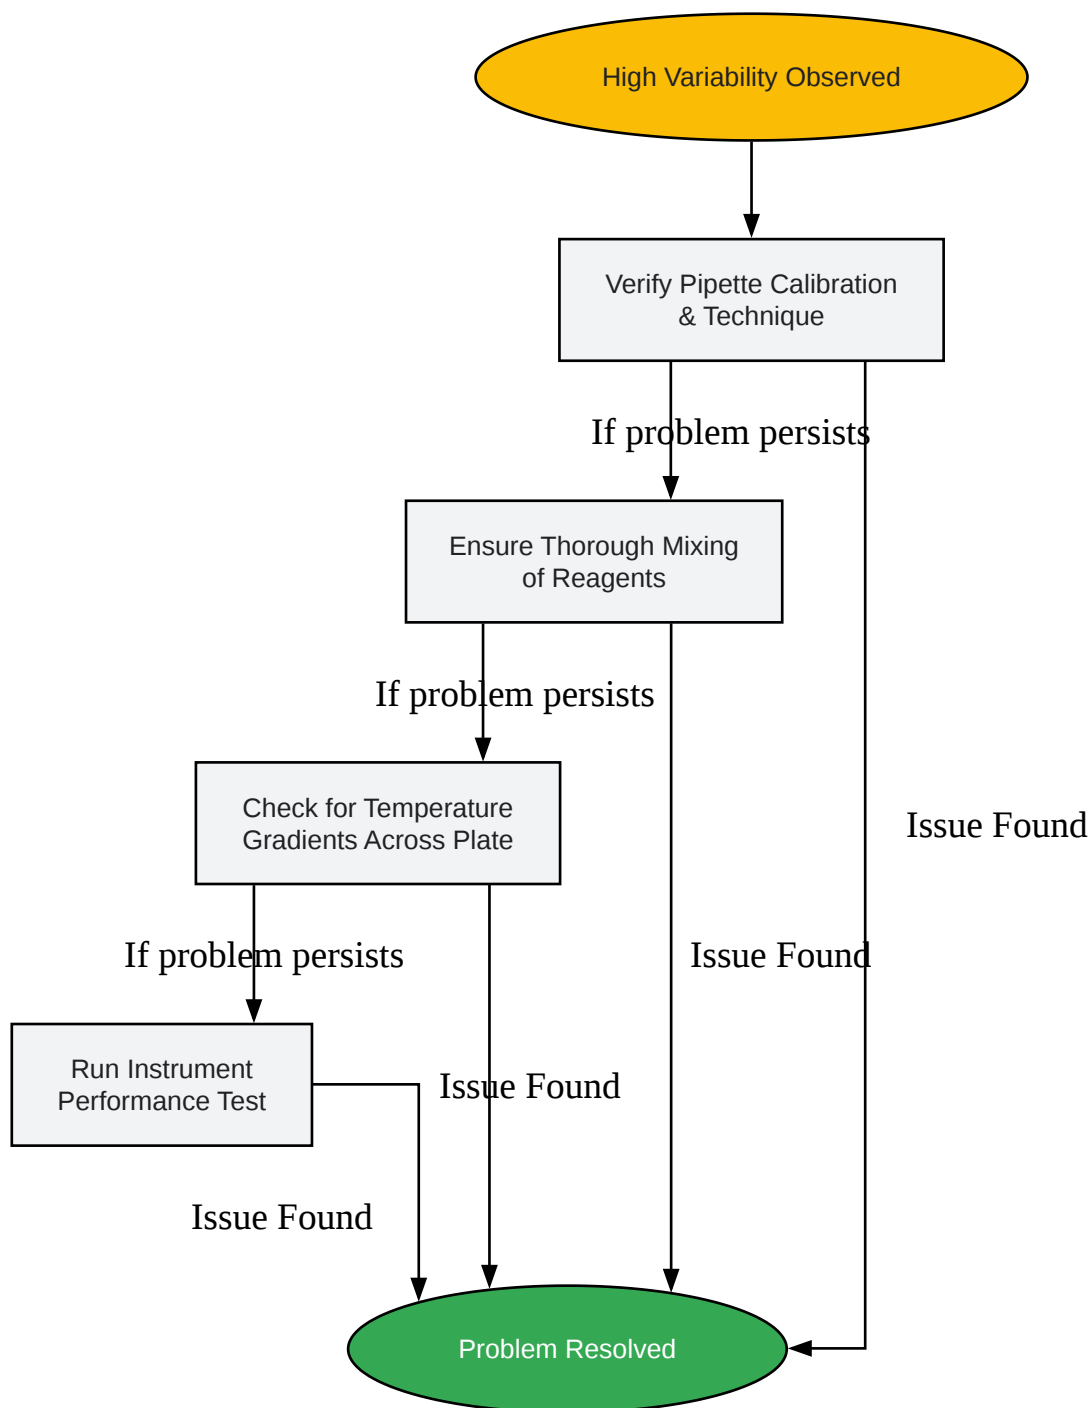 High Variability Observed
Verify Pipette Calibration
& Technique
If problem persists
Ensure Thorough Mixing
of Reagents
If problem persists
Check for Temperature
Gradients Across Plate
Issue Found
If problem persists
Issue Found
Run Instrument
Performance Test
Issue Found
Issue Found
Problem Resolved